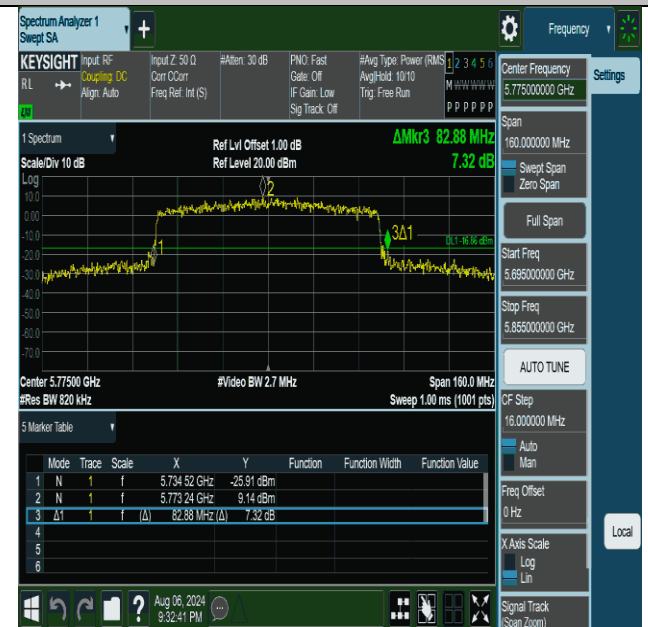 Spectrum Analyzer 1
Swept SA
Frequency
KEYSIGHT
RL
Input: RF
Coupling: DC
Align: Auto
Input Z: 50 Ω
Corr CCorr
Freq Ref: Int (S)
#Atten: 30 dB
PNO: Fast
Gate: Off
IF Gain: Low
Sig Track: Off
#Avg Type: Power (RMS
Avg|Hold: 10/10
Trig: Free Run
1 2 3 4 5 6
M W W W W W
P P P P P P
Settings
Center Frequency
5.775000000 GHz
Span
160.000000 MHz
Swept Span
Zero Span
Full Span
Start Freq
5.695000000 GHz
Stop Freq
5.855000000 GHz
AUTO TUNE
CF Step
16.000000 MHz
Auto
Man
Freq Offset
0 Hz
X Axis Scale
Log
Lin
Signal Track
(Span Zoom)
Local
1 Spectrum
Scale/Div 10 dB
Ref Lvl Offset 1.00 dB
Ref Level 20.00 dBm
ΔMkr3 82.88 MHz
7.32 dB
Log
10.0
0.00
-10.0
-20.0
-30.0
-40.0
-50.0
-60.0
-70.0
2
1
3Δ1
DL1 -16.86 dBm
Center 5.77500 GHz
#Video BW 2.7 MHz
Span 160.0 MHz
#Res BW 820 kHz
Sweep 1.00 ms (1001 pts)
5 Marker Table
Mode Trace Scale X Y Function Function Width Function Value
1 N 1 f 5.734 52 GHz -25.91 dBm
2 N 1 f 5.773 24 GHz 9.14 dBm
3 Δ1 1 f (Δ) 82.88 MHz (Δ) 7.32 dB
4
5
6
?
Aug 06, 2024
9:32:41 PM